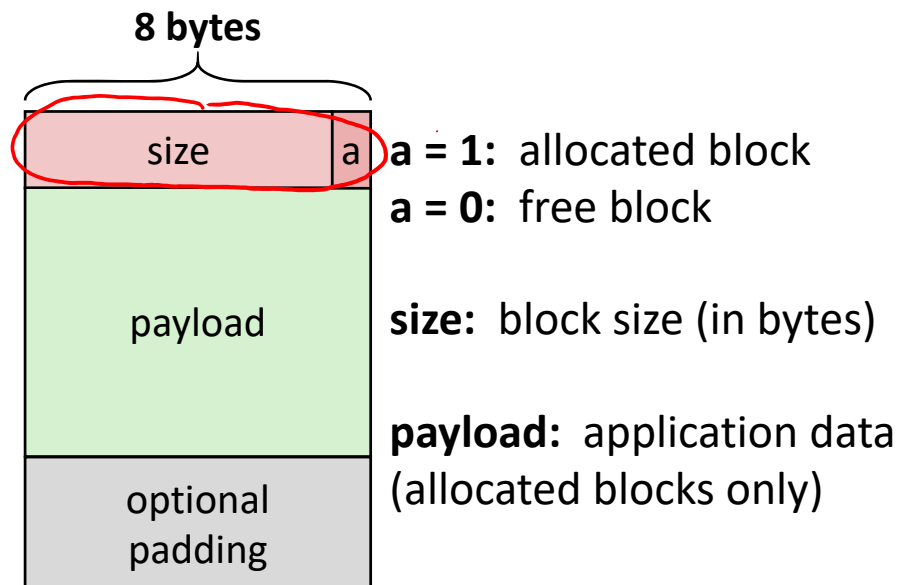 8 bytes
size a a = 1: allocated block
a = 0: free block
payload size: block size (in bytes)
payload: application data
(allocated blocks only)
optional
padding